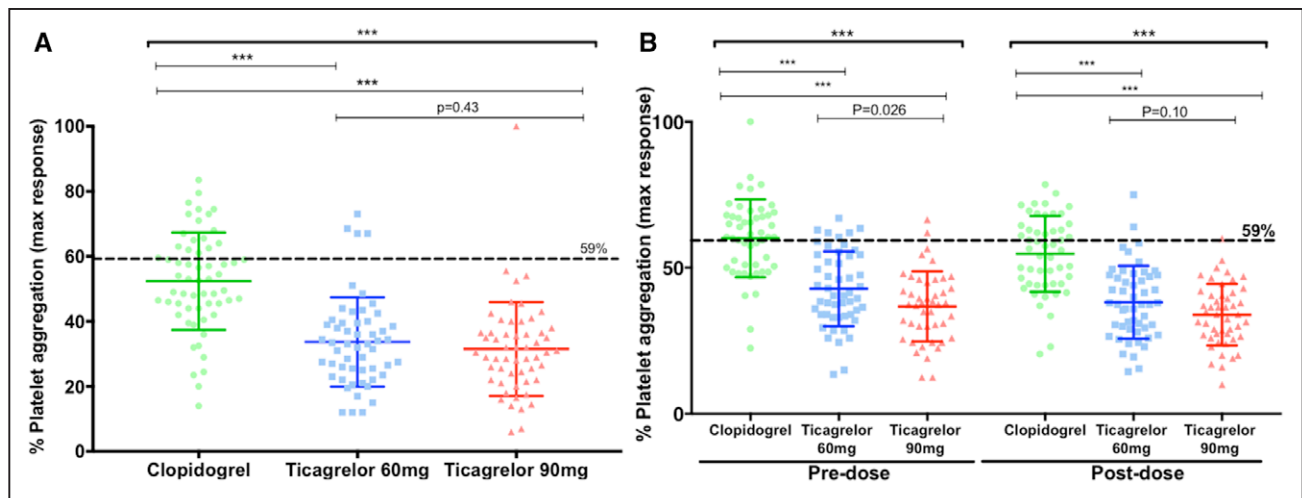 A
***
***
***
p=0.43
% Platelet aggregation (max response)
100
80
60
40
20
0
59%
Clopidogrel
Ticagrelor 60mg
Ticagrelor 90mg
B
***
***
***
***
***
***
P=0.026
P=0.10
% Platelet aggregation (max response)
100
50
0
59%
Clopidogrel
Ticagrelor
60mg
Ticagrelor
90mg
Clopidogrel
Ticagrelor
60mg
Ticagrelor
90mg
Pre-dose
Post-dose